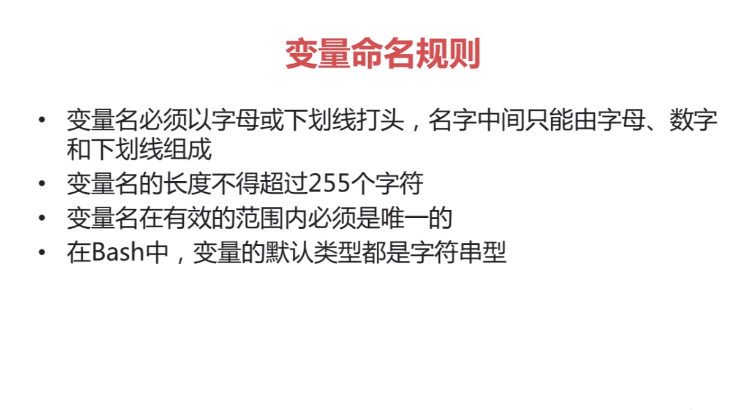 变量命名规则
• 变量名必须以字母或下划线打头，名字中间只能由字母、数字
和下划线组成
• 变量名的长度不得超过255个字符
• 变量名在有效的范围内必须是唯一的
• 在Bash中，变量的默认类型都是字符串型